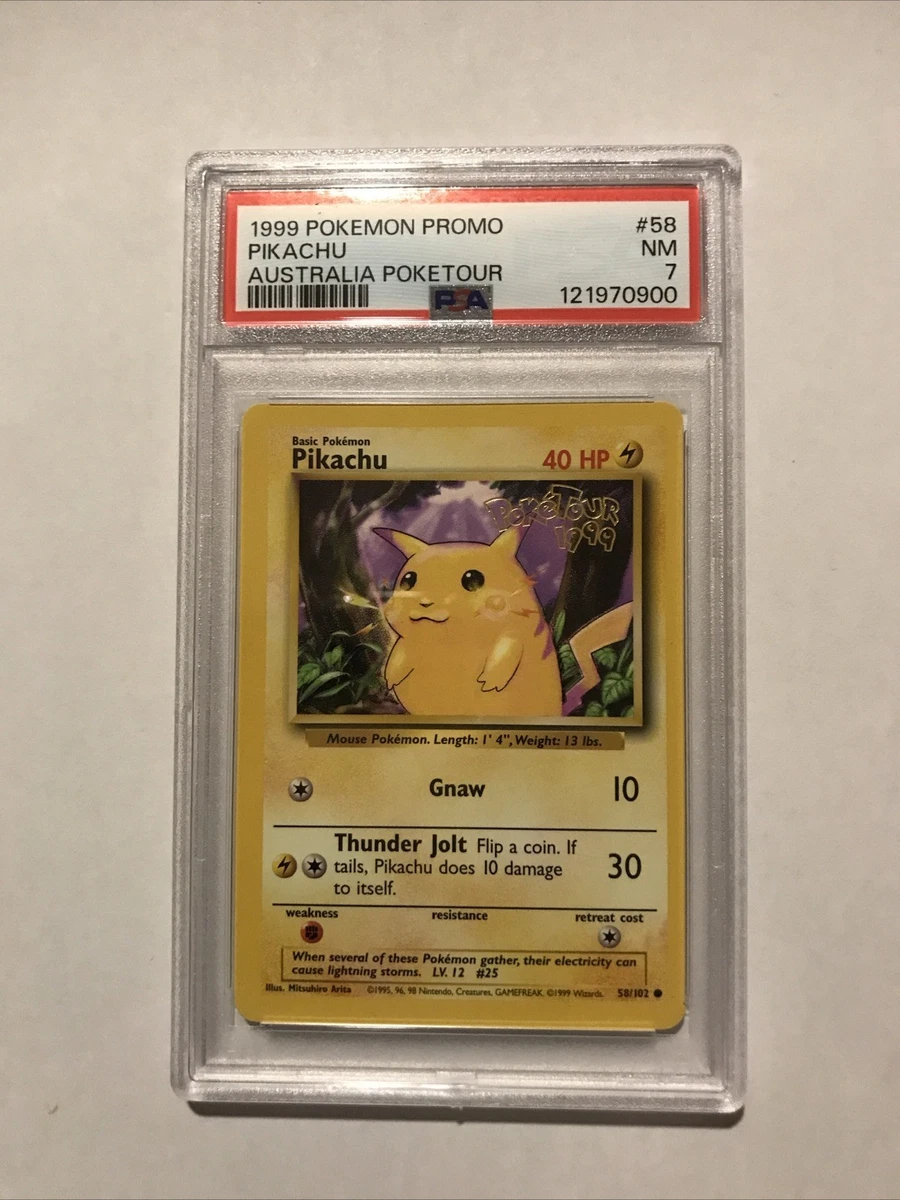 1999 POKEMON PROMO #58
PIKACHU NM
AUSTRALIA POKETOUR 7
PSA 121970900
Basic Pokémon
Pikachu 40 HP
PokéTour
1999
Mouse Pokémon. Length: 1' 4", Weight: 13 lbs.
Gnaw 10
Thunder Jolt Flip a coin. If
tails, Pikachu does 10 damage
to itself.
30
weakness resistance retreat cost
When several of these Pokémon gather, their electricity can
cause lightning storms. LV. 12 #25
Illus. Mitsuhiro Arita ©1995, 96, 98 Nintendo, Creatures, GAMEFREAK. ©1999 Wizards. 58/102